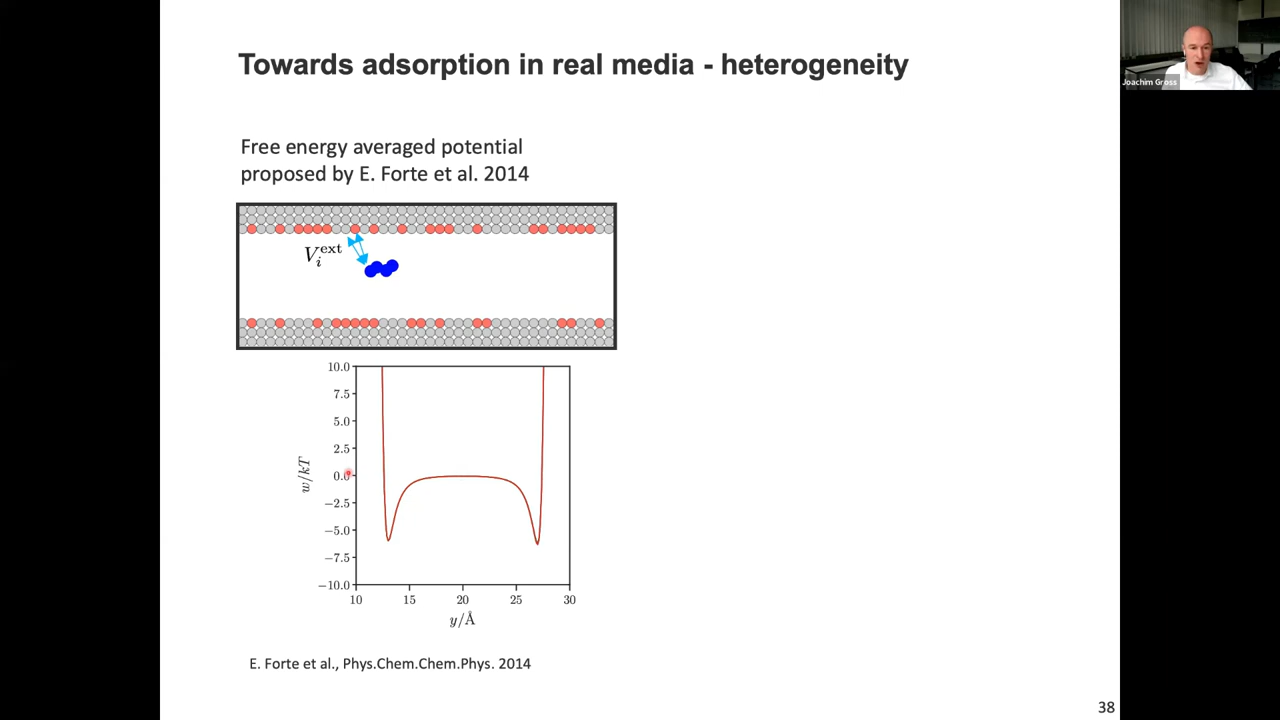 Towards adsorption in real media - heterogeneity
Joachim Gross
Free energy averaged potential
proposed by E. Forte et al. 2014
V_i^ext
10.0
7.5
5.0
2.5
0.0
−2.5
−5.0
−7.5
−10.0
w/kT
10 15 20 25 30
y/Å
E. Forte et al., Phys.Chem.Chem.Phys. 2014
38